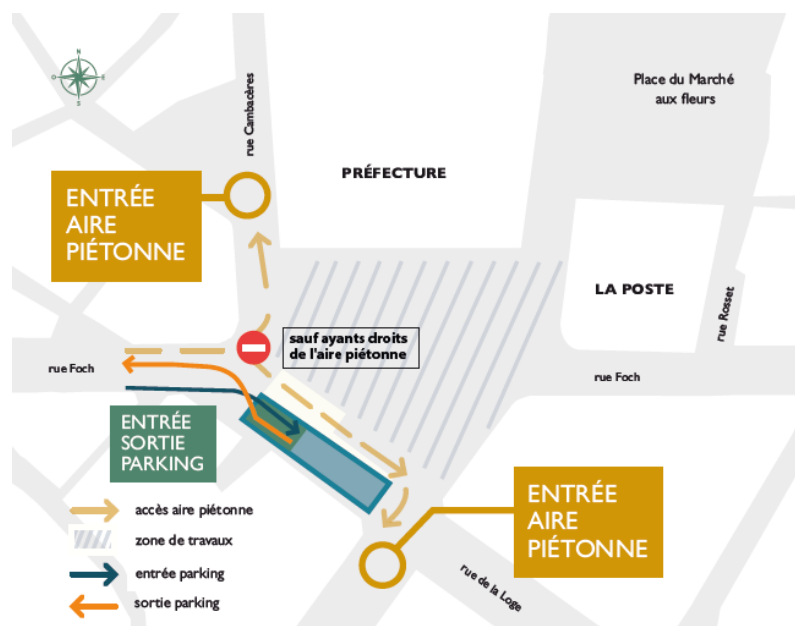 N
O
E
S
rue Cambacères
Place du Marché
aux fleurs
PRÉFECTURE
ENTRÉE
AIRE
PIÉTONNE
LA POSTE
rue Rosset
sauf ayants droits
de l'aire piétonne
rue Foch
rue Foch
ENTRÉE
SORTIE
PARKING
ENTRÉE
AIRE
PIÉTONNE
rue de la Loge
accès aire piétonne
zone de travaux
entrée parking
sortie parking